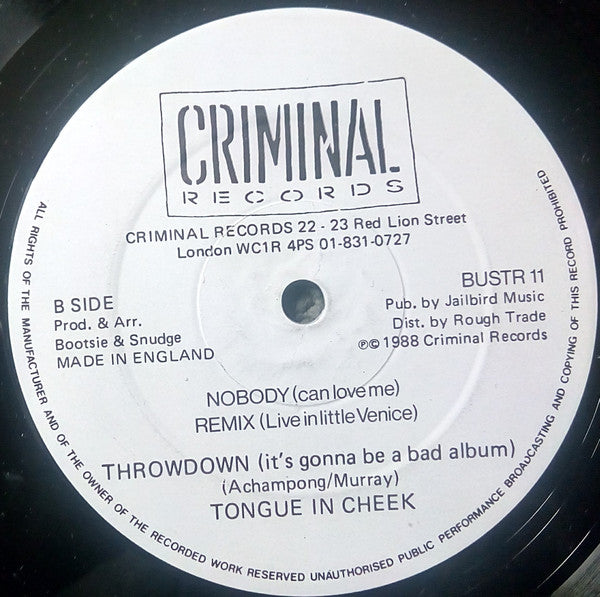 CRIMINAL
RECORDS
CRIMINAL RECORDS 22 - 23 Red Lion Street
London WC1R 4PS 01-831-0727
B SIDE
Prod. & Arr.
Bootsie & Snudge
MADE IN ENGLAND
BUSTR 11
Pub. by Jailbird Music
Dist. by Rough Trade
℗© 1988 Criminal Records
NOBODY (can love me)
REMIX (Live in little Venice)
THROWDOWN (it's gonna be a bad album)
(Achampong/Murray)
TONGUE IN CHEEK
ALL RIGHTS OF THE MANUFACTURER AND OF THE OWNER OF THE RECORDED WORK RESERVED UNAUTHORISED PUBLIC PERFORMANCE BROADCASTING AND COPYING OF THIS RECORD PROHIBITED